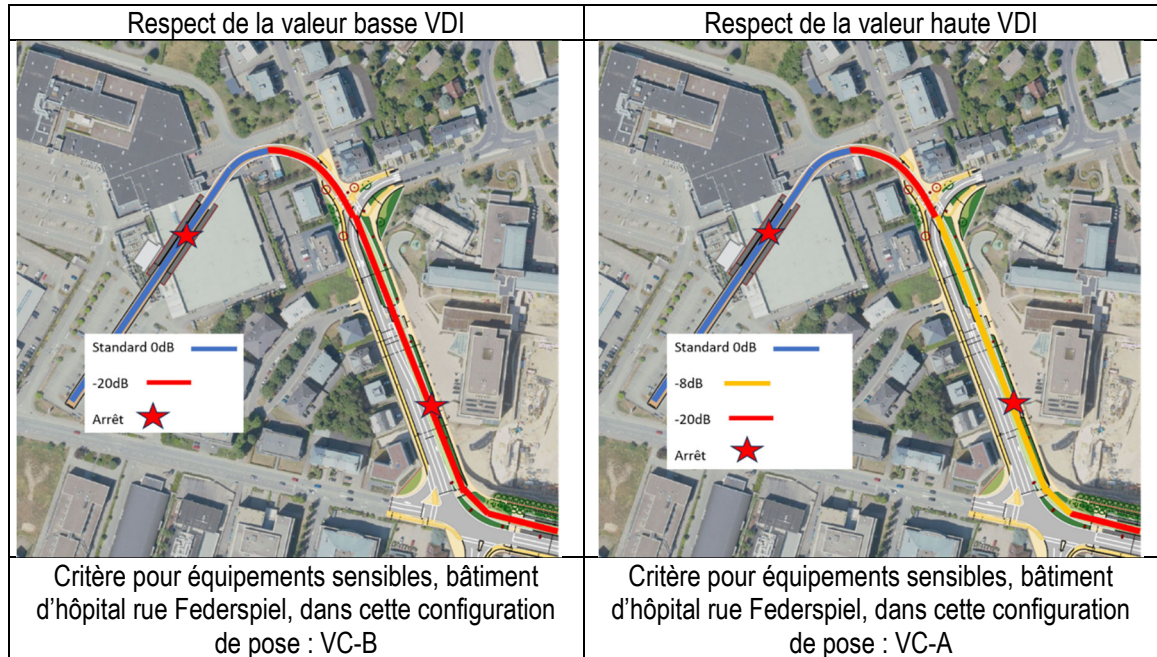 Respect de la valeur basse VDI
Respect de la valeur haute VDI
Standard 0dB
-20dB
Arrêt
Standard 0dB
-8dB
-20dB
Arrêt
Critère pour équipements sensibles, bâtiment
d’hôpital rue Federspiel, dans cette configuration
de pose : VC-B
Critère pour équipements sensibles, bâtiment
d’hôpital rue Federspiel, dans cette configuration
de pose : VC-A